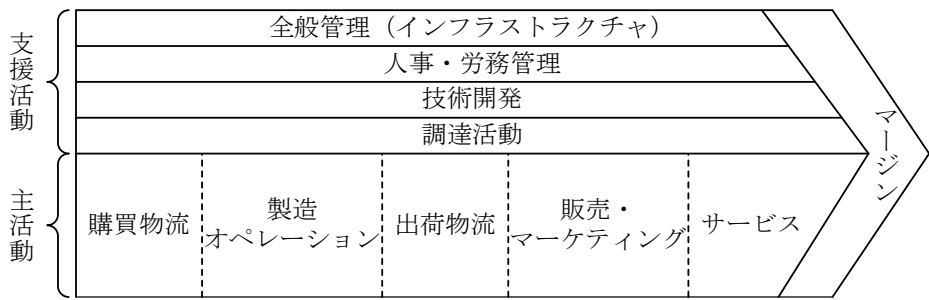 支援活動
全般管理（インフラストラクチャ）
人事・労務管理
技術開発
調達活動
主活動
購買物流
製造
オペレーション
出荷物流
販売・
マーケティング
サービス
マージン